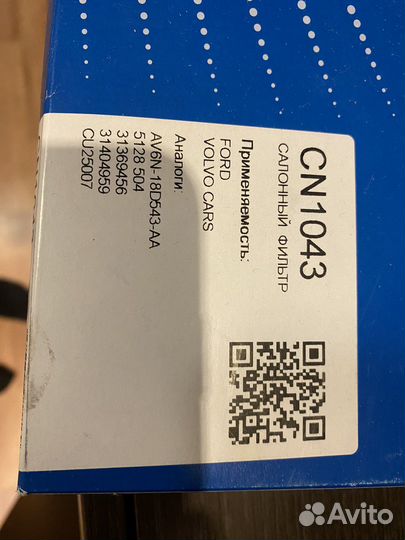 CN1043
САЛОННЫЙ ФИЛЬТР
Применяемость:
FORD
VOLVO CARS
Аналоги:
AV6N-18D543-AA
5128 504
31369456
31404959
CU25007
Avito